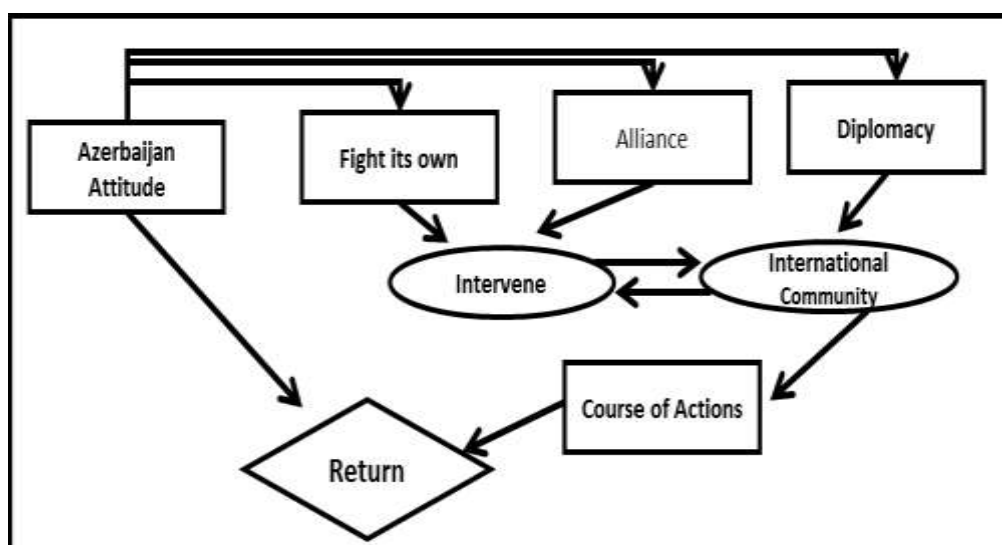 Azerbaijan
Attitude
Fight its own
Alliance
Diplomacy
Intervene
International
Community
Course of Actions
Return